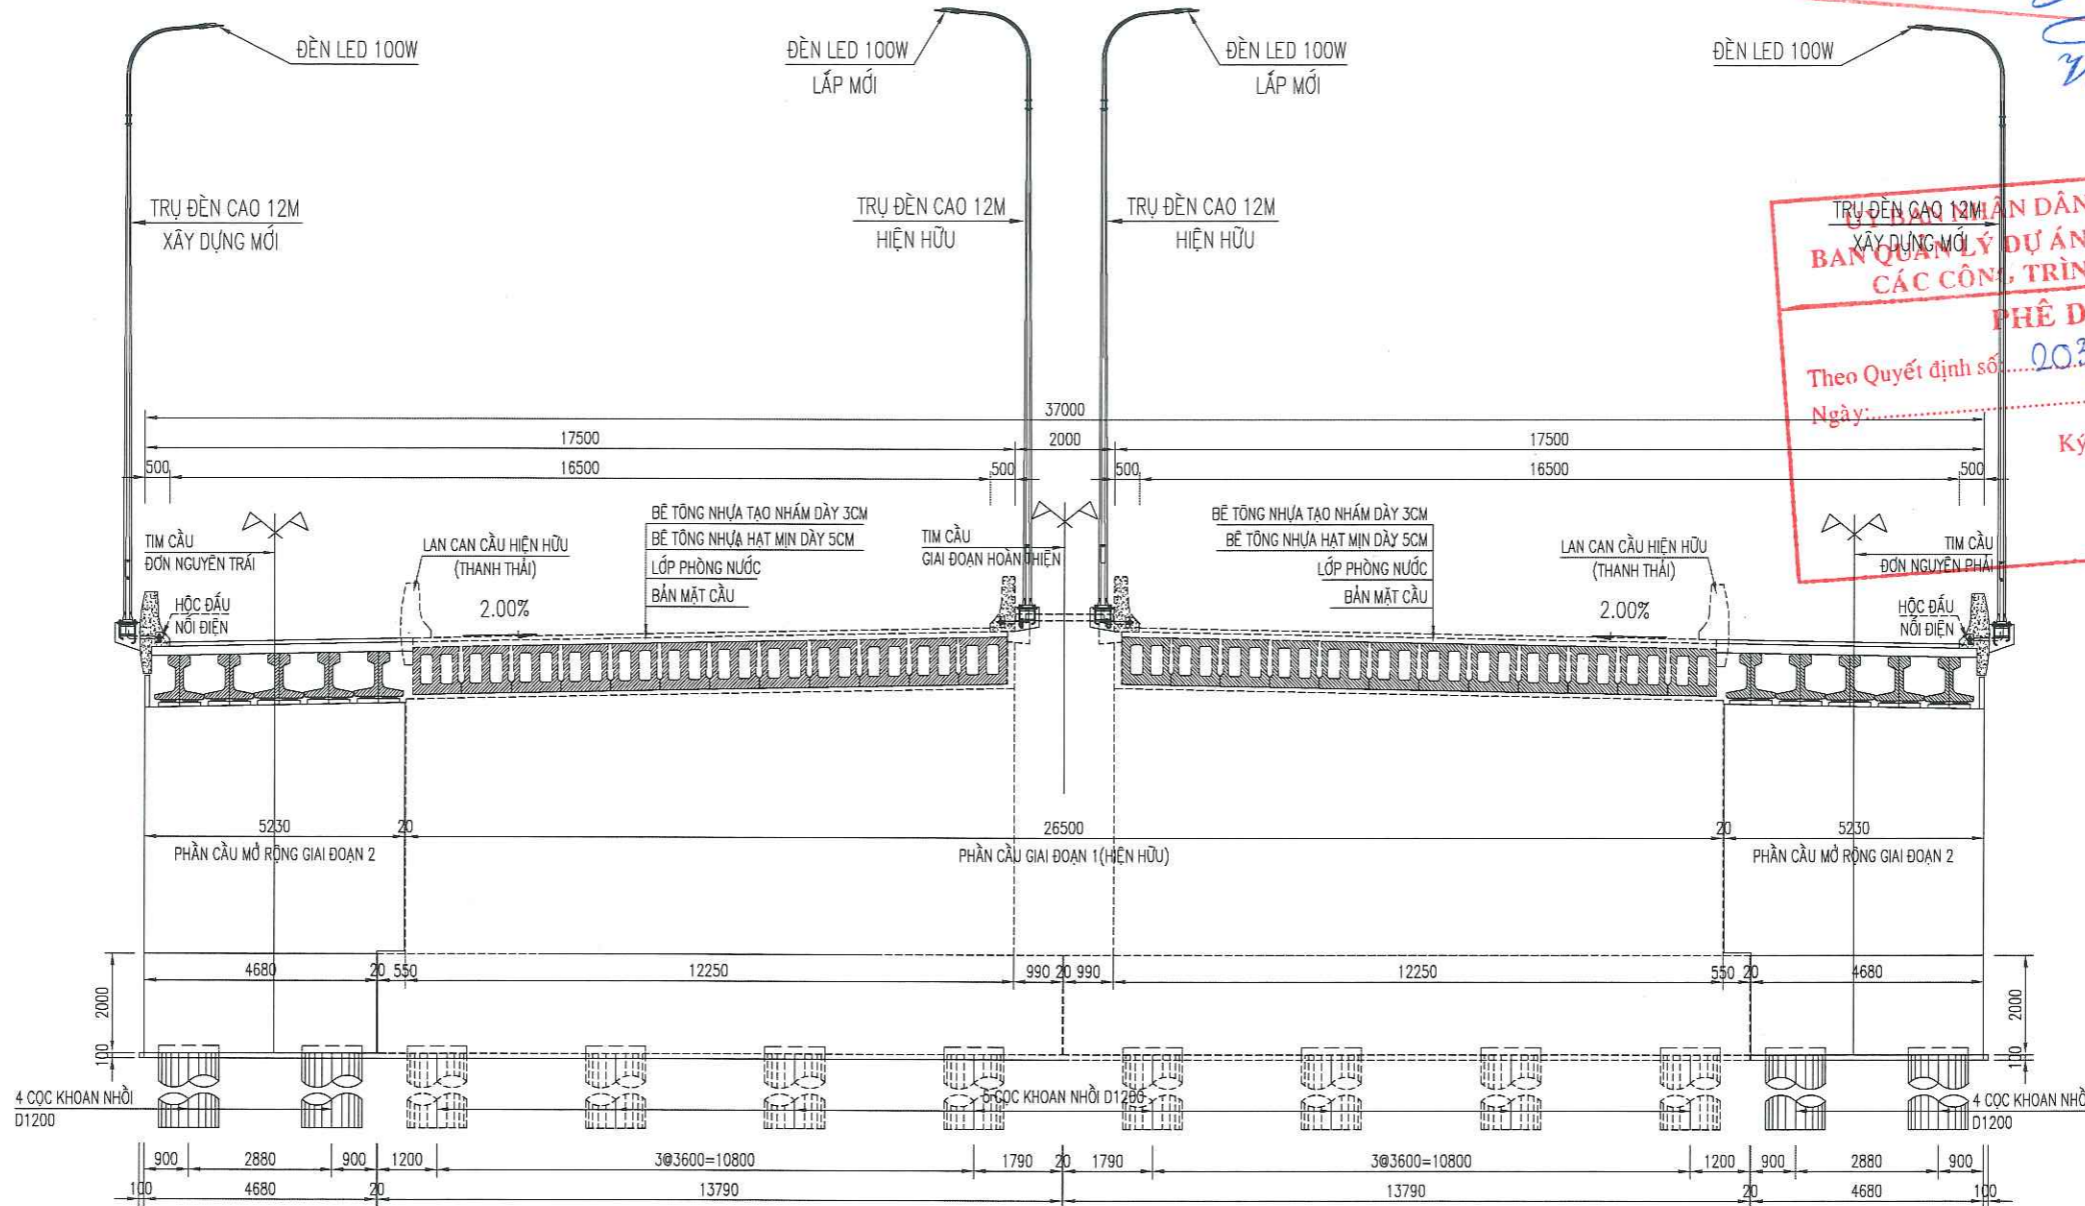 ĐÈN LED 100W
ĐÈN LED 100W
LẮP MỚI
ĐÈN LED 100W
LẮP MỚI
ĐÈN LED 100W
TRỤ ĐÈN CAO 12M
XÂY DỰNG MỚI
TRỤ ĐÈN CAO 12M
HIỆN HỮU
TRỤ ĐÈN CAO 12M
HIỆN HỮU
TRỤ ĐÈN CAO 12M
XÂY DỰNG MỚI
ỦY BAN NHÂN DÂN
BAN QUẢN LÝ DỰ ÁN
CÁC CÔNG TRÌN
PHÊ D
Theo Quyết định số: 203
Ngày:
Ký
37000
17500 2000 17500
500 16500 500 500 16500 500
TIM CẦU
ĐƠN NGUYÊN TRÁI
LAN CAN CẦU HIỆN HỮU
(THANH THẢI)
2.00%
HỘC ĐẤU
NỐI ĐIỆN
BÊ TÔNG NHỰA TẠO NHÁM DÀY 3CM
BÊ TÔNG NHỰA HẠT MỊN DÀY 5CM
LỚP PHÒNG NƯỚC
BẢN MẶT CẦU
TIM CẦU
GIAI ĐOẠN HOÀN THIỆN
BÊ TÔNG NHỰA TẠO NHÁM DÀY 3CM
BÊ TÔNG NHỰA HẠT MỊN DÀY 5CM
LỚP PHÒNG NƯỚC
BẢN MẶT CẦU
LAN CAN CẦU HIỆN HỮU
(THANH THẢI)
2.00%
TIM CẦU
ĐƠN NGUYÊN PHẢI
HỘC ĐẤU
NỐI ĐIỆN
5230 20 26500 20 5230
PHẦN CẦU MỞ RỘNG GIAI ĐOẠN 2
PHẦN CẦU GIAI ĐOẠN 1(HIỆN HỮU)
PHẦN CẦU MỞ RỘNG GIAI ĐOẠN 2
4680 20 550 12250 990 20 990 12250 550 20 4680
2000
100
2000
100
4 CỌC KHOAN NHỒI
D1200
CỌC KHOAN NHỒI D1200
4 CỌC KHOAN NHỒ
D1200
900 2880 900 1200 3@3600=10800 1790 20 1790 3@3600=10800 1200 900 2880 900
100 4680 20 13790 13790 20 4680 100